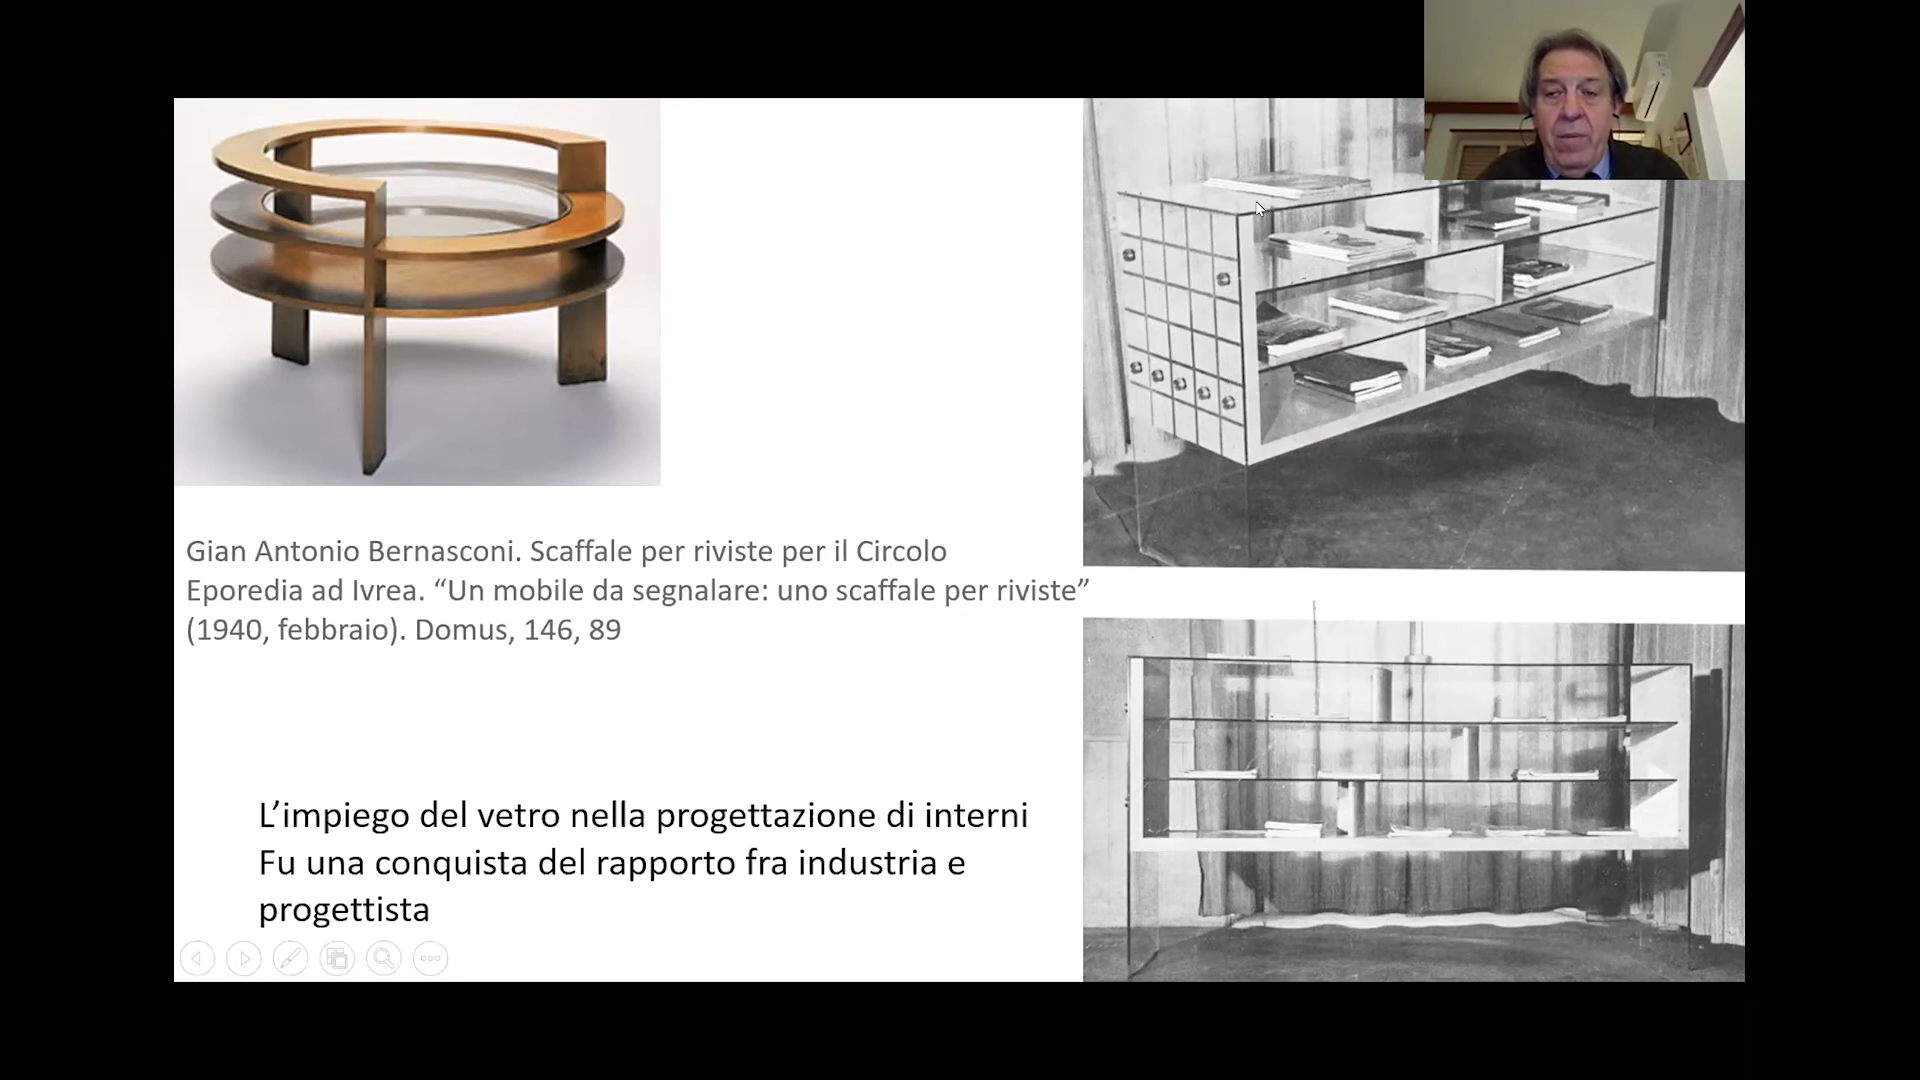 Gian Antonio Bernasconi. Scaffale per riviste per il Circolo
Eporedia ad Ivrea. “Un mobile da segnalare: uno scaffale per riviste”
(1940, febbraio). Domus, 146, 89
L’impiego del vetro nella progettazione di interni
Fu una conquista del rapporto fra industria e
progettista